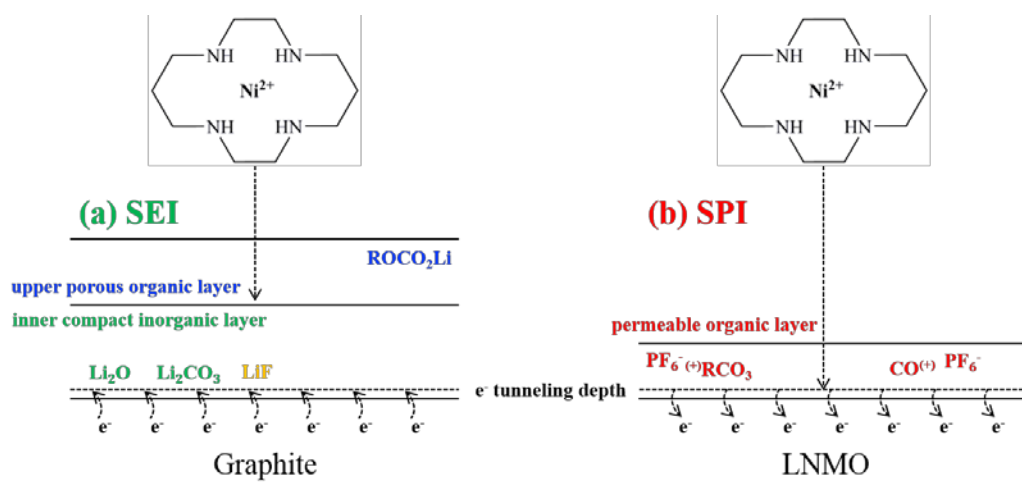 NH HN
Ni²⁺
NH HN
(a) SEI
ROCO₂Li
upper porous organic layer
inner compact inorganic layer
Li₂O Li₂CO₃ LiF
e⁻ e⁻ e⁻ e⁻ e⁻ e⁻ e⁻
Graphite
e⁻ tunneling depth
NH HN
Ni²⁺
NH HN
(b) SPI
permeable organic layer
PF₆⁻ ⁽⁺⁾RCO₃ CO⁽⁺⁾ PF₆⁻
e⁻ e⁻ e⁻ e⁻ e⁻ e⁻ e⁻
LNMO